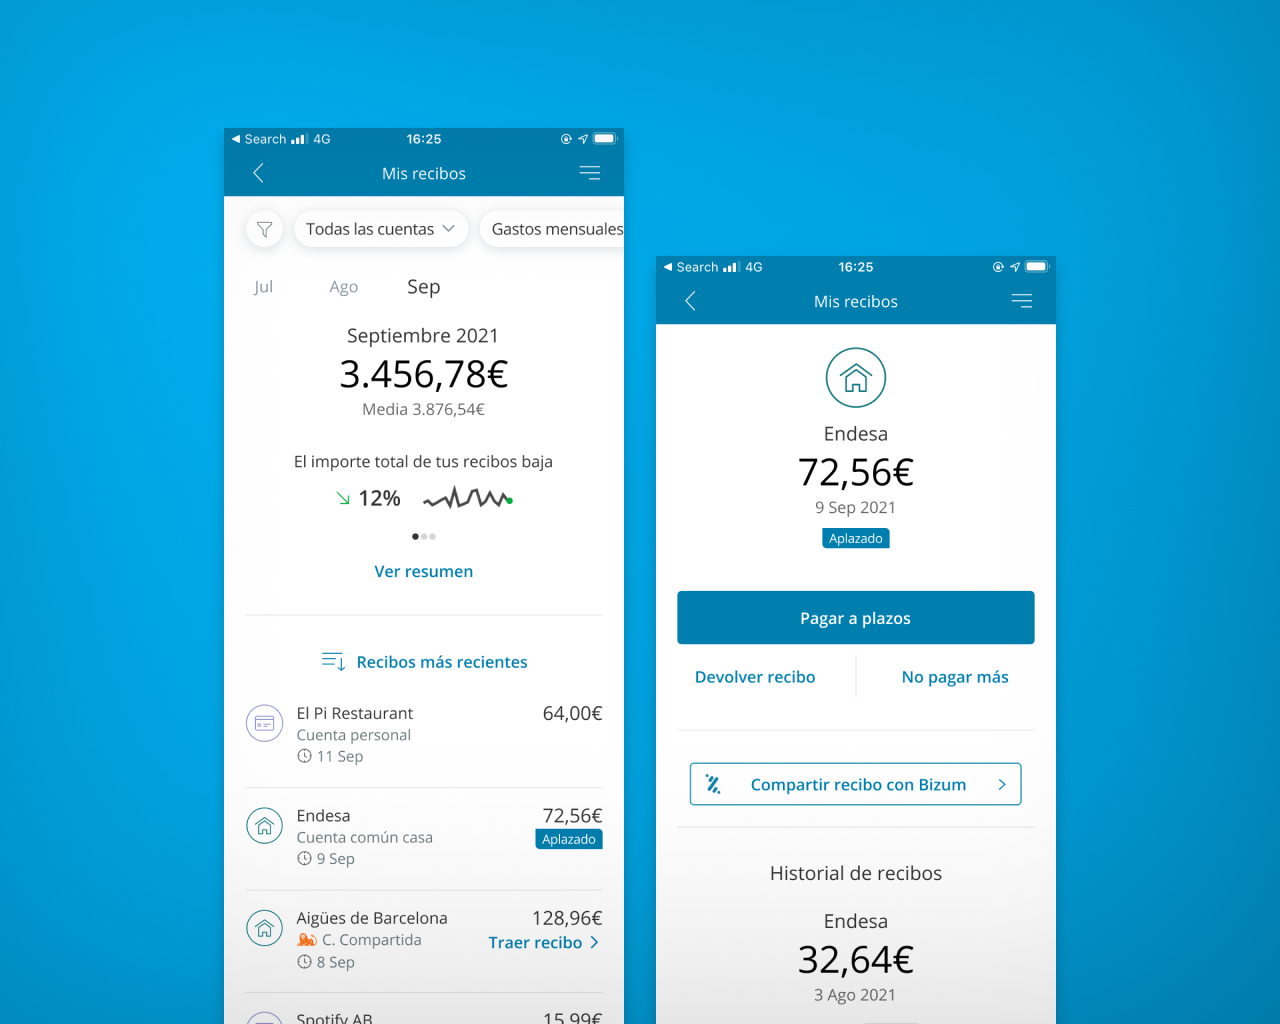 Search 4G 16:25
Mis recibos
Todas las cuentas Gastos mensuales
Jul Ago Sep
Septiembre 2021
3.456,78€
Media 3.876,54€
El importe total de tus recibos baja
12%
Ver resumen
Recibos más recientes
El Pi Restaurant 64,00€
Cuenta personal
11 Sep
Endesa 72,56€
Cuenta común casa Aplazado
9 Sep
Aigües de Barcelona 128,96€
C. Compartida Traer recibo
8 Sep
Spotify AB 15,99€
Search 4G 16:25
Mis recibos
Endesa
72,56€
9 Sep 2021
Aplazado
Pagar a plazos
Devolver recibo No pagar más
Compartir recibo con Bizum
Historial de recibos
Endesa
32,64€
3 Ago 2021